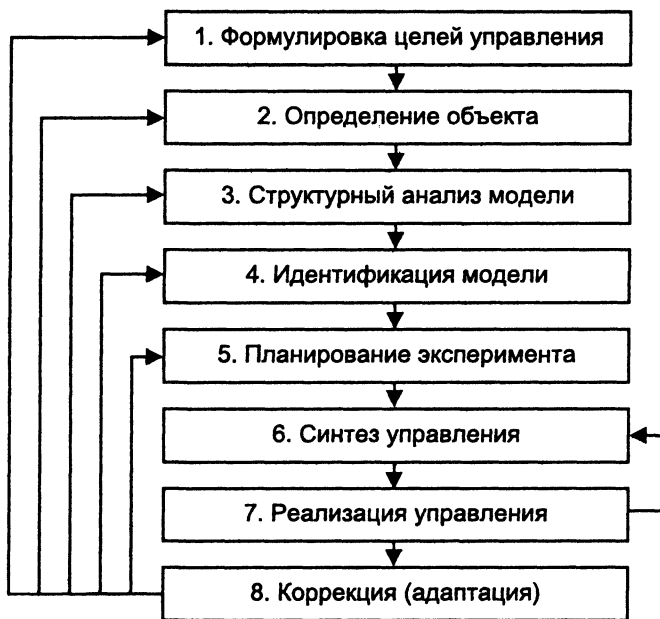 1. Формулировка целей управления
2. Определение объекта
3. Структурный анализ модели
4. Идентификация модели
5. Планирование эксперимента
6. Синтез управления
7. Реализация управления
8. Коррекция (адаптация)